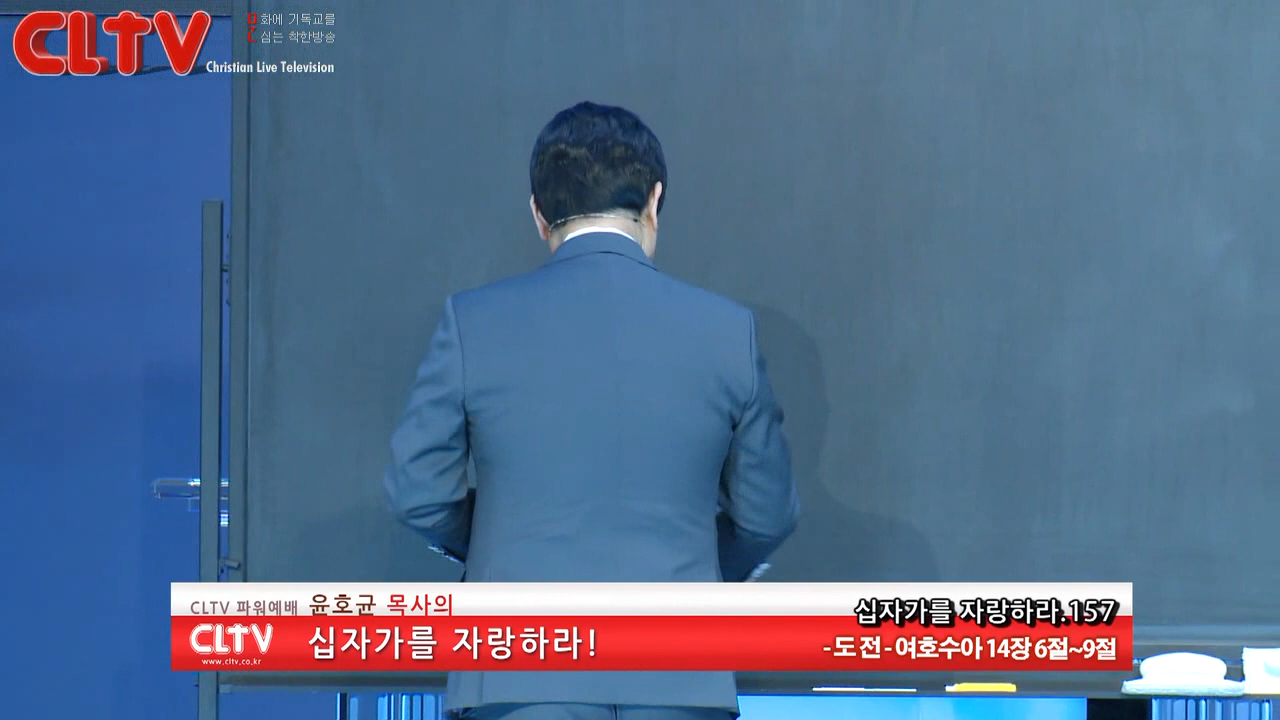 CLTV
문화에 기독교를
심는 착한방송
Christian Live Television
CLTV 파워예배 윤호균 목사의
십자가를 자랑하라.157
CLTV
www.cltv.co.kr
십자가를 자랑하라!
- 도 전 - 여호수아 14장 6절~9절